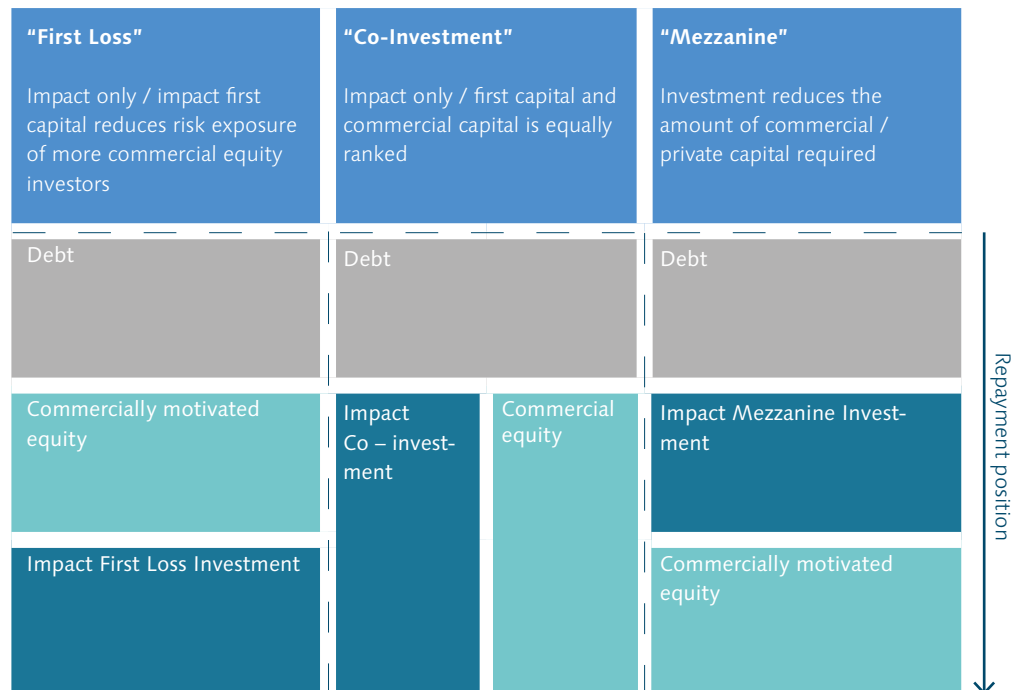 “First Loss”
Impact only / impact first
capital reduces risk exposure
of more commercial equity
investors
“Co-Investment”
Impact only / first capital and
commercial capital is equally
ranked
“Mezzanine”
Investment reduces the
amount of commercial /
private capital required
Debt
Debt
Debt
Commercially motivated
equity
Impact
Co – invest-
ment
Commercial
equity
Impact Mezzanine Invest-
ment
Impact First Loss Investment
Commercially motivated
equity
Repayment position